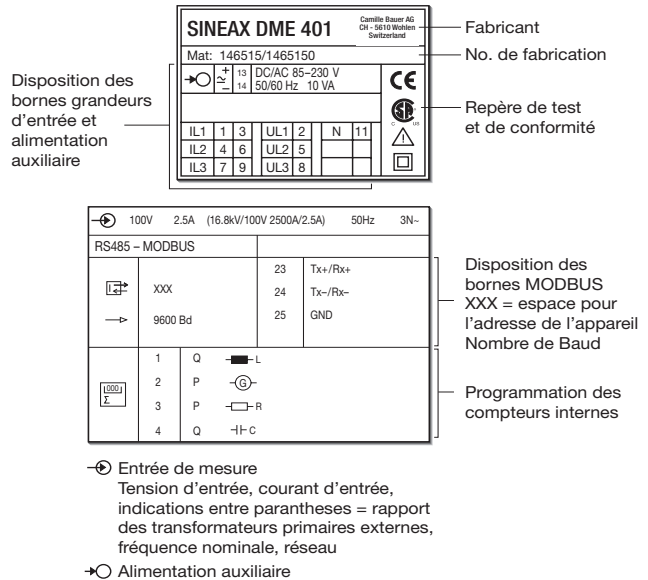 SINEAX DME 401
Camille Bauer AG
CH - 5610 Wohlen
Switzerland
Fabricant
Mat: 146515/1465150
No. de fabrication
+ 13 DC/AC 85–230 V
– 14 50/60 Hz 10 VA
CE
C US
Disposition des
bornes grandeurs
d'entrée et
alimentation
auxiliaire
Repère de test
et de conformité
IL1 1 3 UL1 2 N 11
IL2 4 6 UL2 5
IL3 7 9 UL3 8
100V 2.5A (16.8kV/100V 2500A/2.5A) 50Hz 3N~
RS485 – MODBUS
XXX
9600 Bd
23 Tx+/Rx+
24 Tx–/Rx–
25 GND
Disposition des
bornes MODBUS
XXX = espace pour
l'adresse de l'appareil
Nombre de Baud
000
Σ
1 Q L
2 P G
3 P R
4 Q C
Programmation des
compteurs internes
Entrée de mesure
Tension d'entrée, courant d'entrée,
indications entre parantheses = rapport
des transformateurs primaires externes,
fréquence nominale, réseau
Alimentation auxiliaire